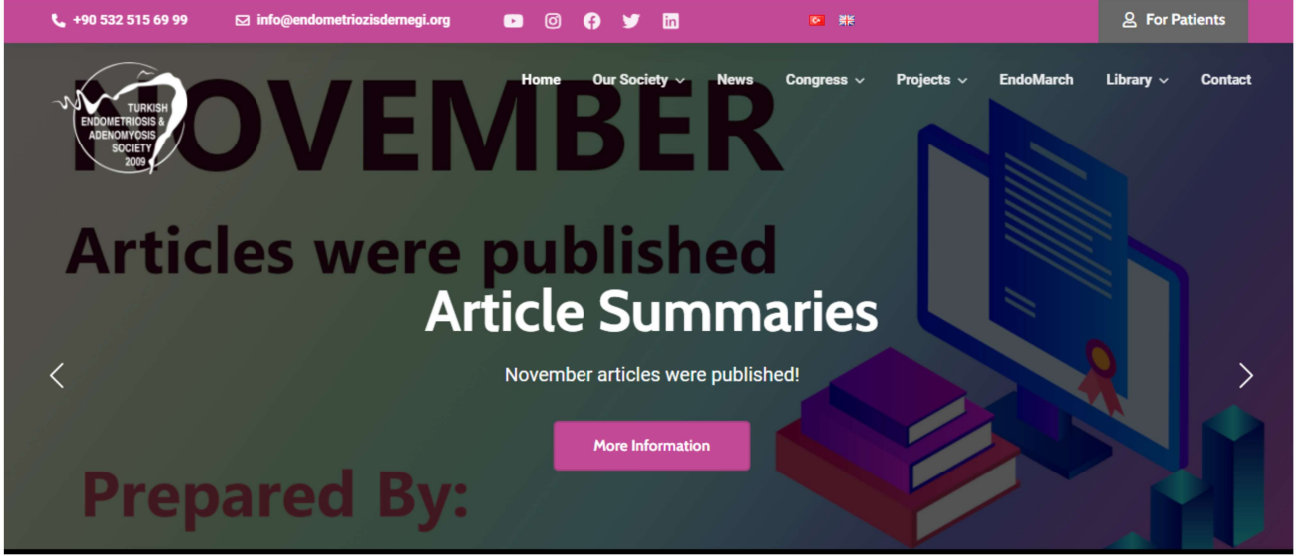 +90 532 515 69 99 info@endometriozisdernegi.org For Patients
Home Our Society News Congress Projects EndoMarch Library Contact
TURKISH
ENDOMETRIOSIS &
ADENOMYOSIS
SOCIETY
2009
NOVEMBER
Articles were published
Article Summaries
November articles were published!
More Information
Prepared By: